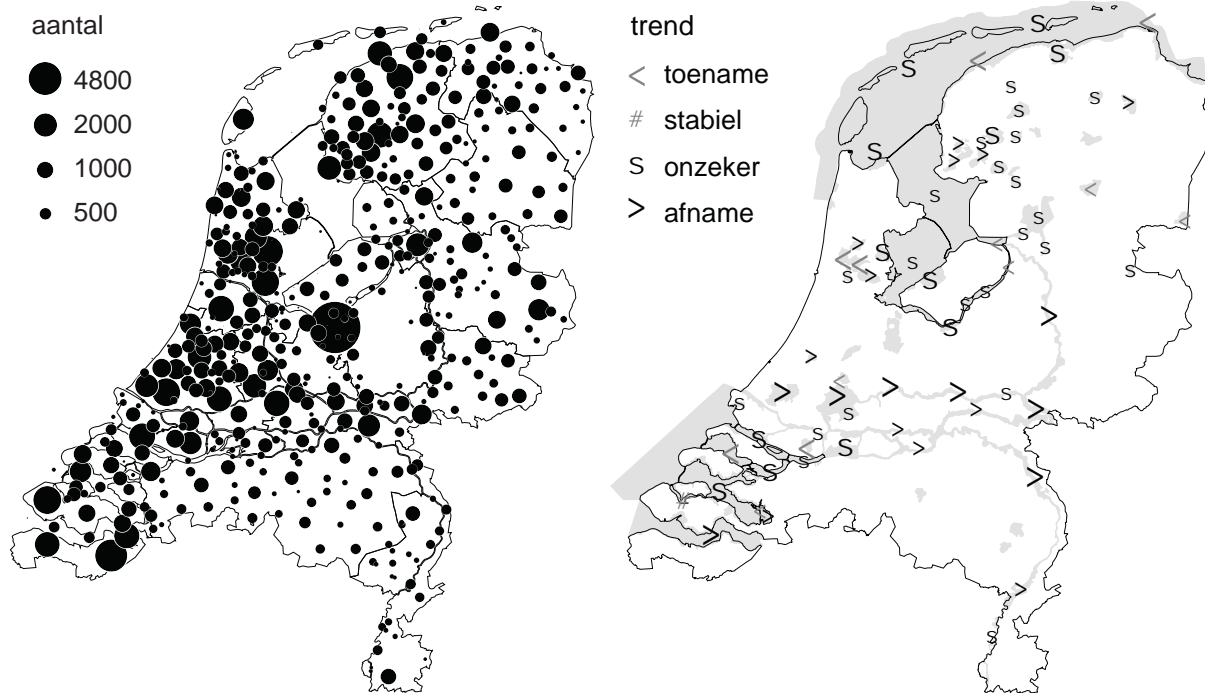 aantal
4800
2000
1000
500
trend
< toename
# stabiel
S onzeker
> afname